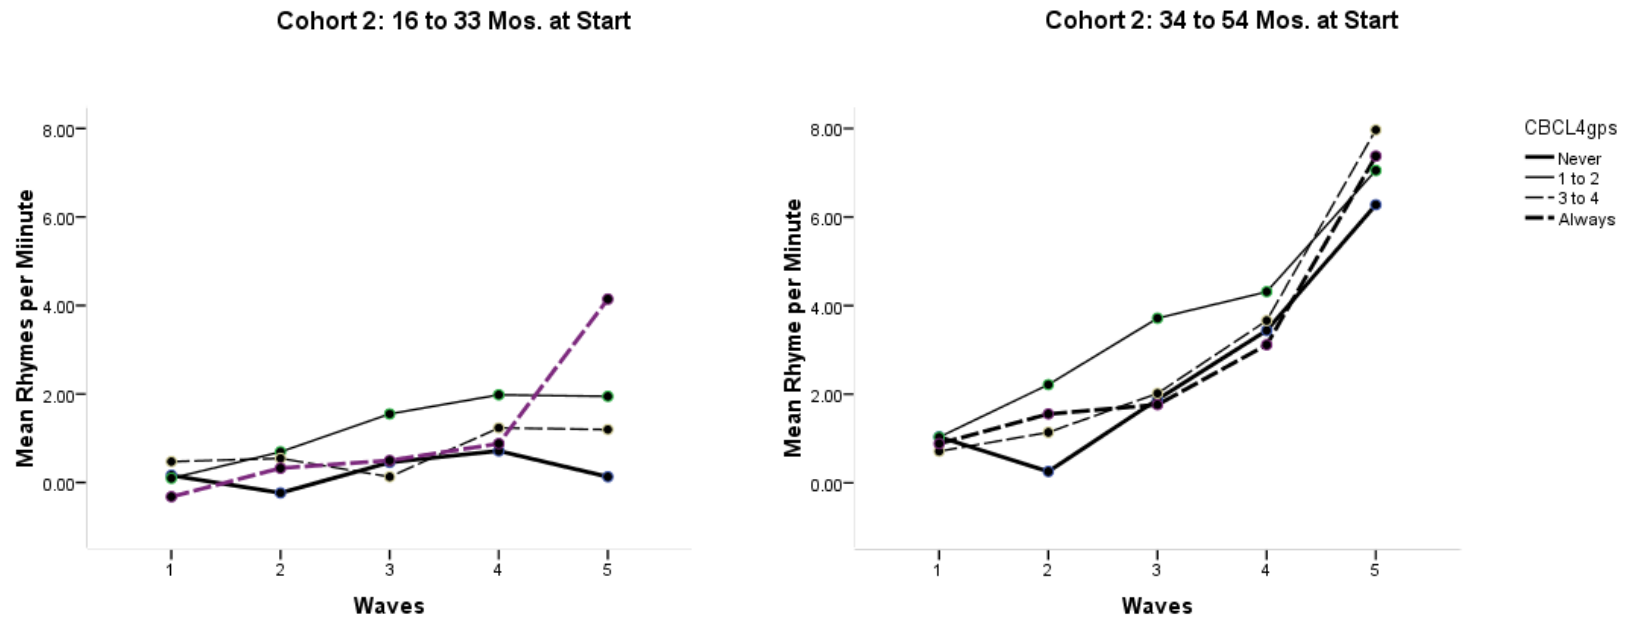 Cohort 2: 16 to 33 Mos. at Start
Mean Rhymes per Miinute
8.00
6.00
4.00
2.00
0.00
1 2 3 4 5
Waves
Cohort 2: 34 to 54 Mos. at Start
Mean Rhyme per Minute
8.00
6.00
4.00
2.00
0.00
1 2 3 4 5
Waves
CBCL4gps
Never
1 to 2
3 to 4
Always